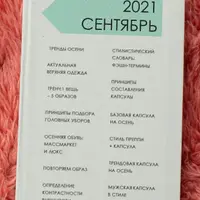 2021
СЕНТЯБРЬ
ТРЕНДЫ ОСЕНИ
АКТУАЛЬНАЯ
ВЕРХНЯЯ ОДЕЖДА
ТРЕНЧ 1 ВЕЩЬ
– 5 ОБРАЗОВ
ПРИНЦИПЫ ПОДБОРА
ГОЛОВНЫХ УБОРОВ
ОСЕННЯЯ ОБУВЬ:
МАССМАРКЕТ
И ЛЮКС
ПОВТОРЯЕМ ОБРАЗ
ОПРЕДЕЛЕНИЕ
КОНТРАСТНОСТИ
СТИЛИСТИЧЕСКИЙ
СЛОВАРЬ
ФЭШН-ТЕРМИНЫ
ПРИНЦИПЫ
СОСТАВЛЕНИЯ
КАПСУЛЫ
БАЗОВАЯ КАПСУЛА
НА ОСЕНЬ
СТИЛЬ ПРЕППИ
+ КАПСУЛА
ТРЕНДОВАЯ КАПСУЛА
НА ОСЕНЬ
МУЖСКАЯ КАПСУЛА
В СТИЛЕ